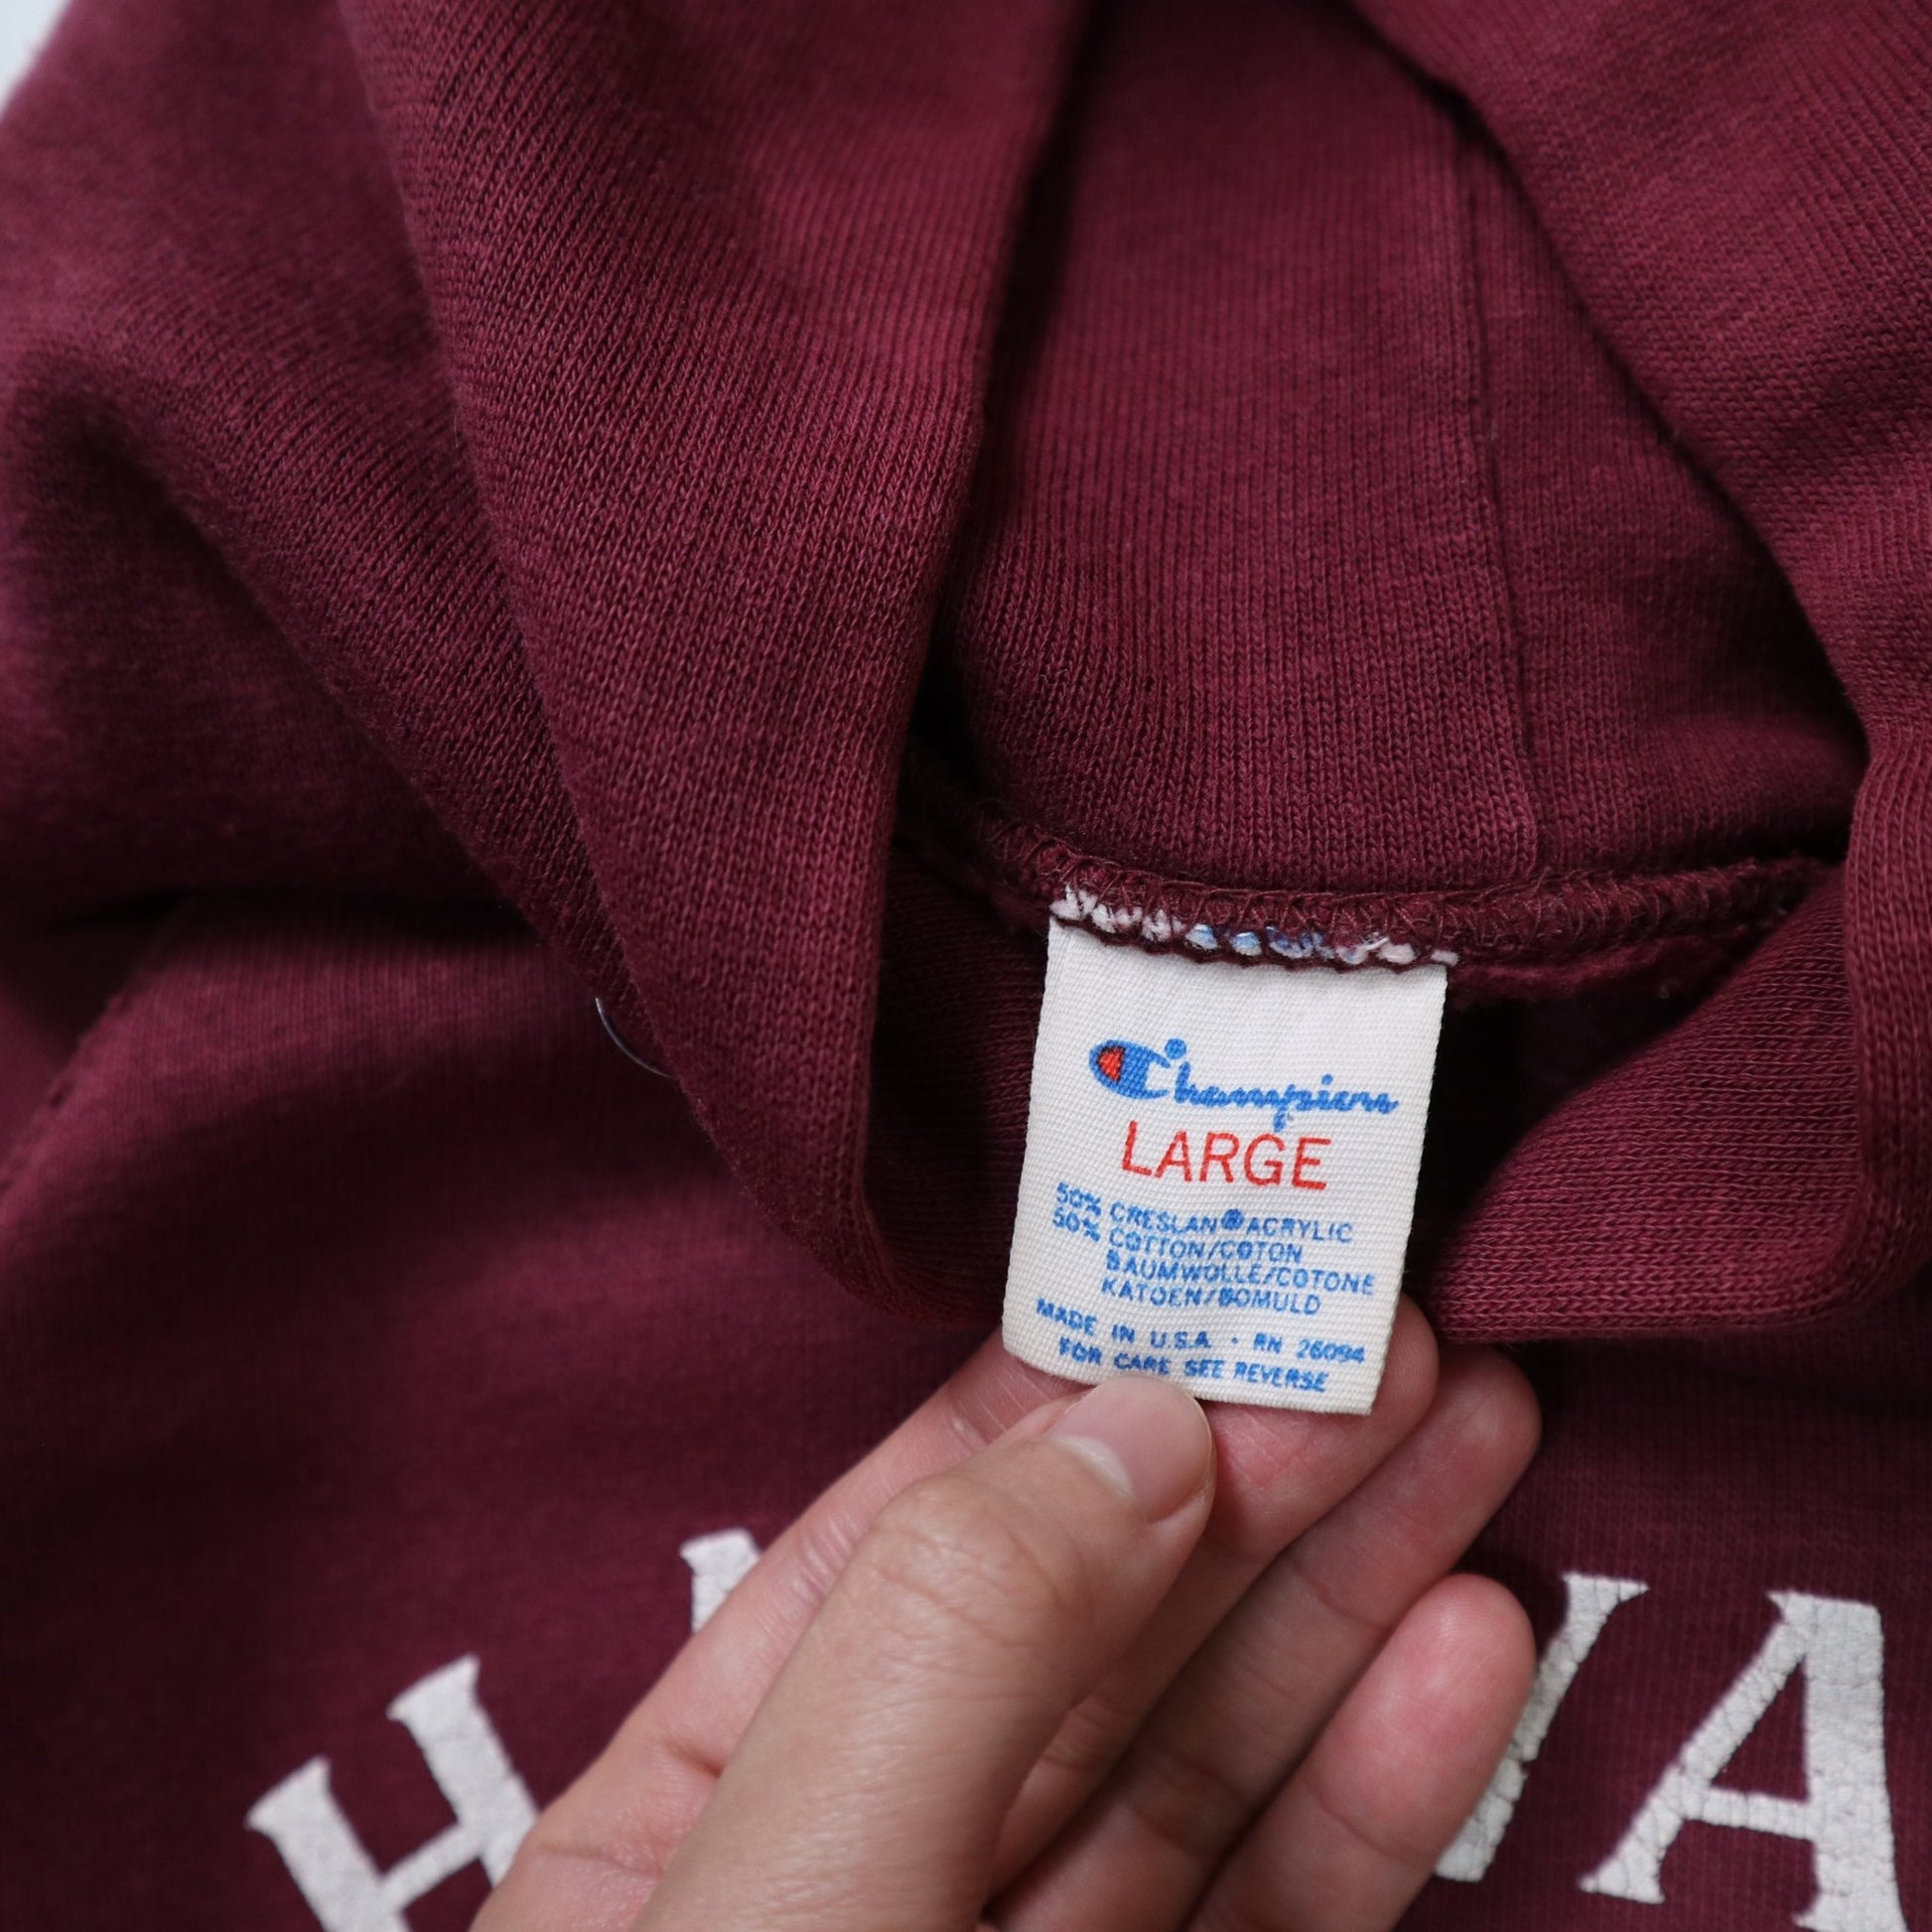 Champion
LARGE
50% CRESLAN® ACRYLIC
50% COTTON/COTON
BAUMWOLLE/COTONE
KATOEN/BOMULD
MADE IN U.S.A. · RN 26094
FOR CARE SEE REVERSE
H VA